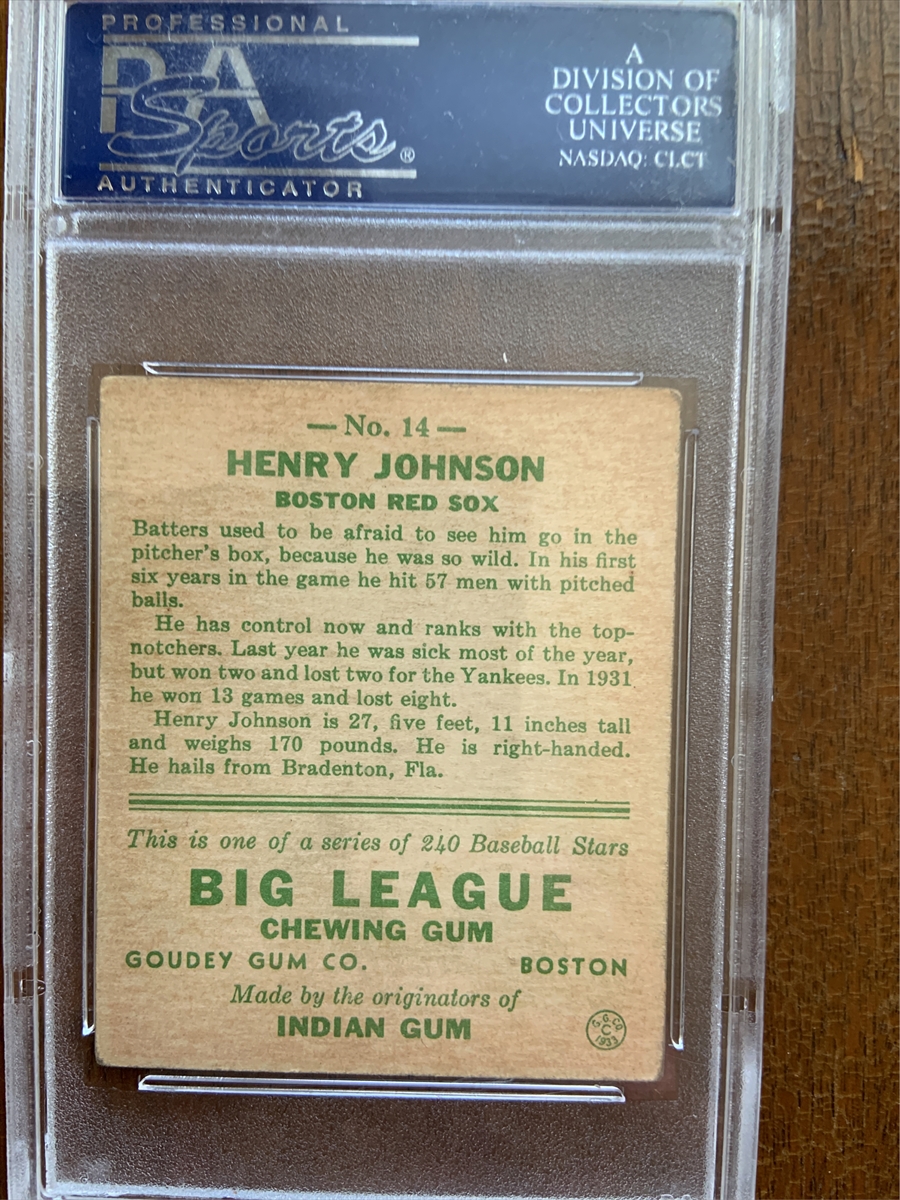 PROFESSIONAL
PSA
Sports®
AUTHENTICATOR
A
DIVISION OF
COLLECTORS
UNIVERSE
NASDAQ: CLCT
— No. 14 —
HENRY JOHNSON
BOSTON RED SOX
Batters used to be afraid to see him go in the
pitcher's box, because he was so wild. In his first
six years in the game he hit 57 men with pitched
balls.
He has control now and ranks with the top-
notchers. Last year he was sick most of the year,
but won two and lost two for the Yankees. In 1931
he won 13 games and lost eight.
Henry Johnson is 27, five feet, 11 inches tall
and weighs 170 pounds. He is right-handed.
He hails from Bradenton, Fla.
This is one of a series of 240 Baseball Stars
BIG LEAGUE
CHEWING GUM
GOUDEY GUM CO. BOSTON
Made by the originators of
INDIAN GUM
G. G. CO.
C
1933